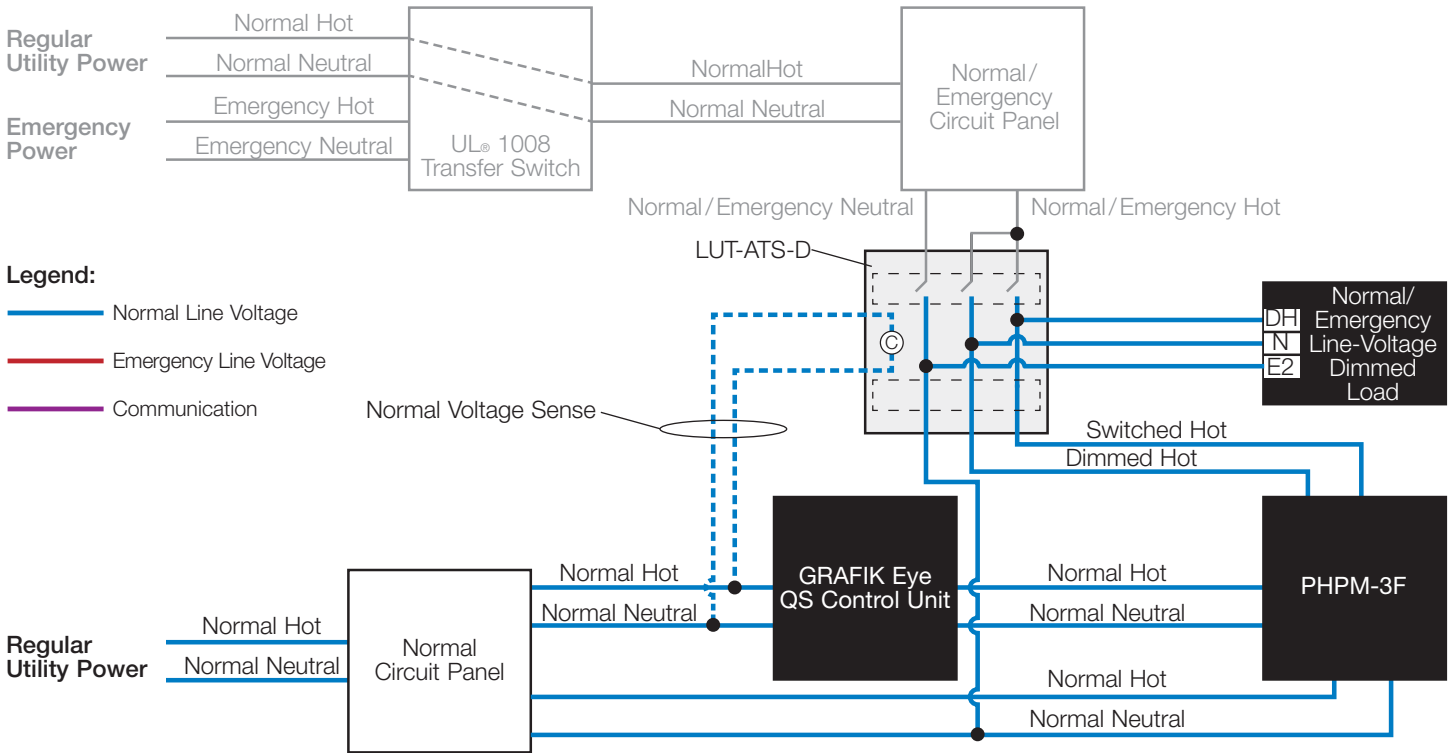 Regular
Utility Power
Normal Hot
Normal Neutral
Emergency
Power
Emergency Hot
Emergency Neutral
UL® 1008
Transfer Switch
NormalHot
Normal Neutral
Normal/
Emergency
Circuit Panel
Normal/Emergency Neutral
Normal/Emergency Hot
LUT-ATS-D
Legend:
Normal Line Voltage
Emergency Line Voltage
Communication
C
DH
N
E2
Normal/
Emergency
Line-Voltage
Dimmed
Load
Normal Voltage Sense
Switched Hot
Dimmed Hot
Regular
Utility Power
Normal Hot
Normal Neutral
Normal
Circuit Panel
Normal Hot
Normal Neutral
GRAFIK Eye
QS Control Unit
Normal Hot
Normal Neutral
PHPM-3F
Normal Hot
Normal Neutral